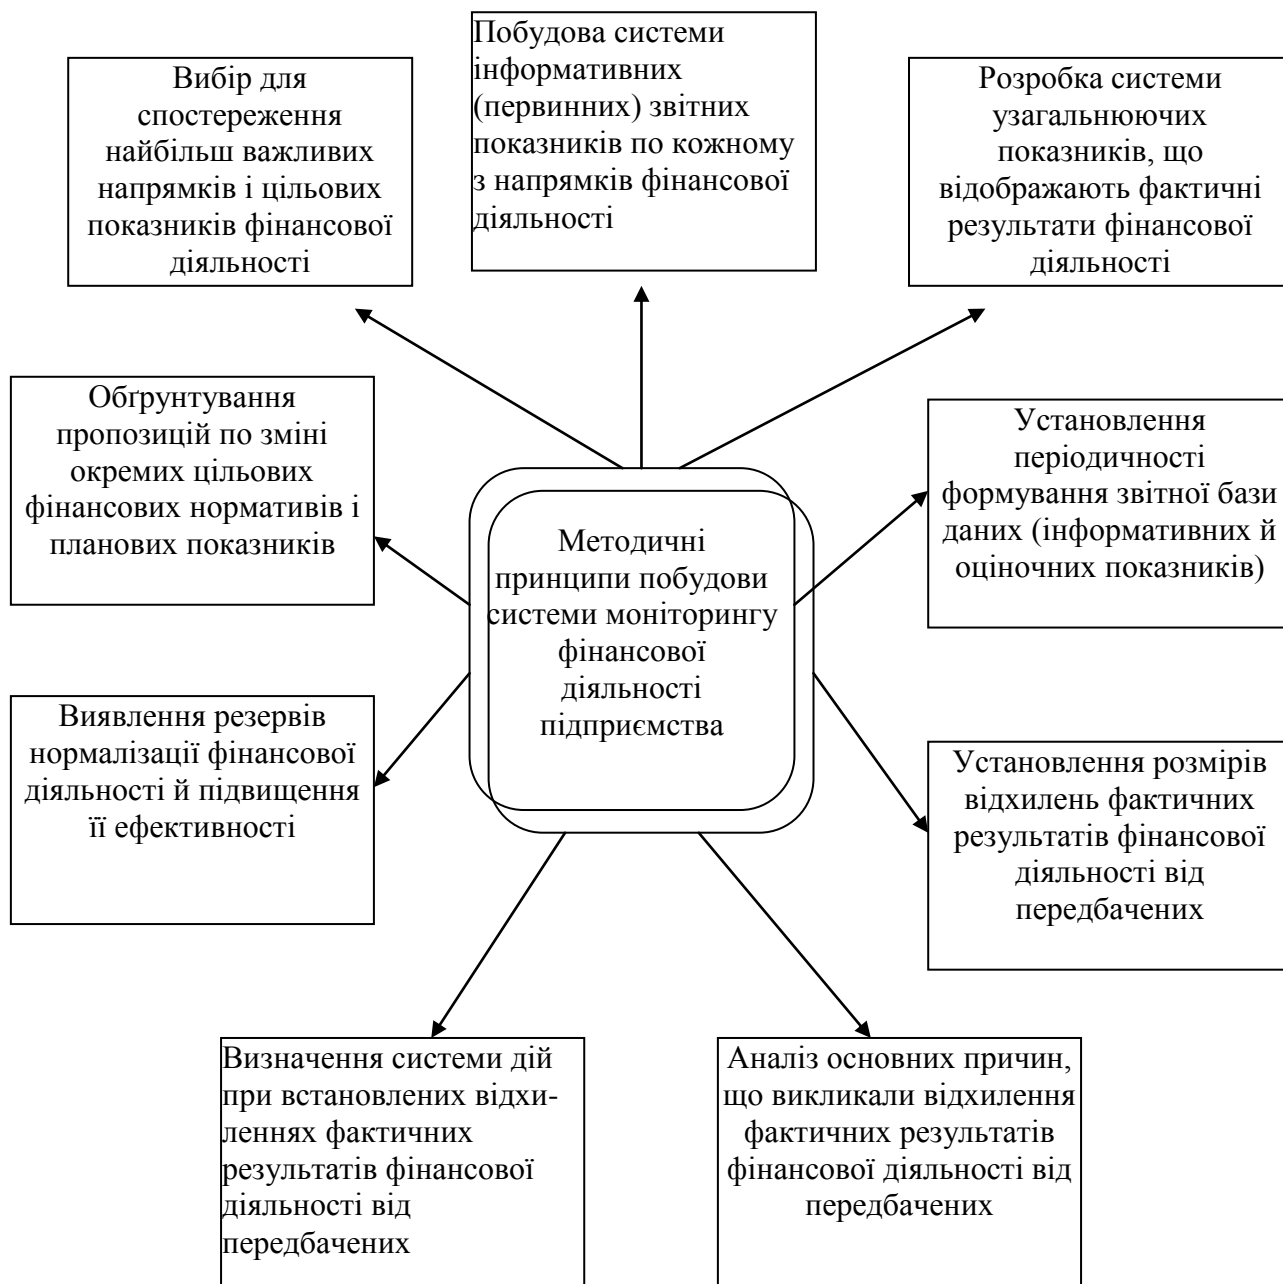 Вибір для
спостереження
найбільш важливих
напрямків і цільових
показників фінансової
діяльності
Побудова системи
інформативних
(первинних) звітних
показників по кожному
з напрямків фінансової
діяльності
Розробка системи
узагальнюючих
показників, що
відображають фактичні
результати фінансової
діяльності
Обґрунтування
пропозицій по зміні
окремих цільових
фінансових нормативів і
планових показників
Методичні
принципи побудови
системи моніторингу
фінансової
діяльності
підприємства
Установлення
періодичності
формування звітної бази
даних (інформативних й
оціночних показників)
Виявлення резервів
нормалізації фінансової
діяльності й підвищення
її ефективності
Установлення розмірів
відхилень фактичних
результатів фінансової
діяльності від
передбачених
Визначення системи дій
при встановлених відхи-
леннях фактичних
результатів фінансової
діяльності від
передбачених
Аналіз основних причин,
що викликали відхилення
фактичних результатів
фінансової діяльності від
передбачених